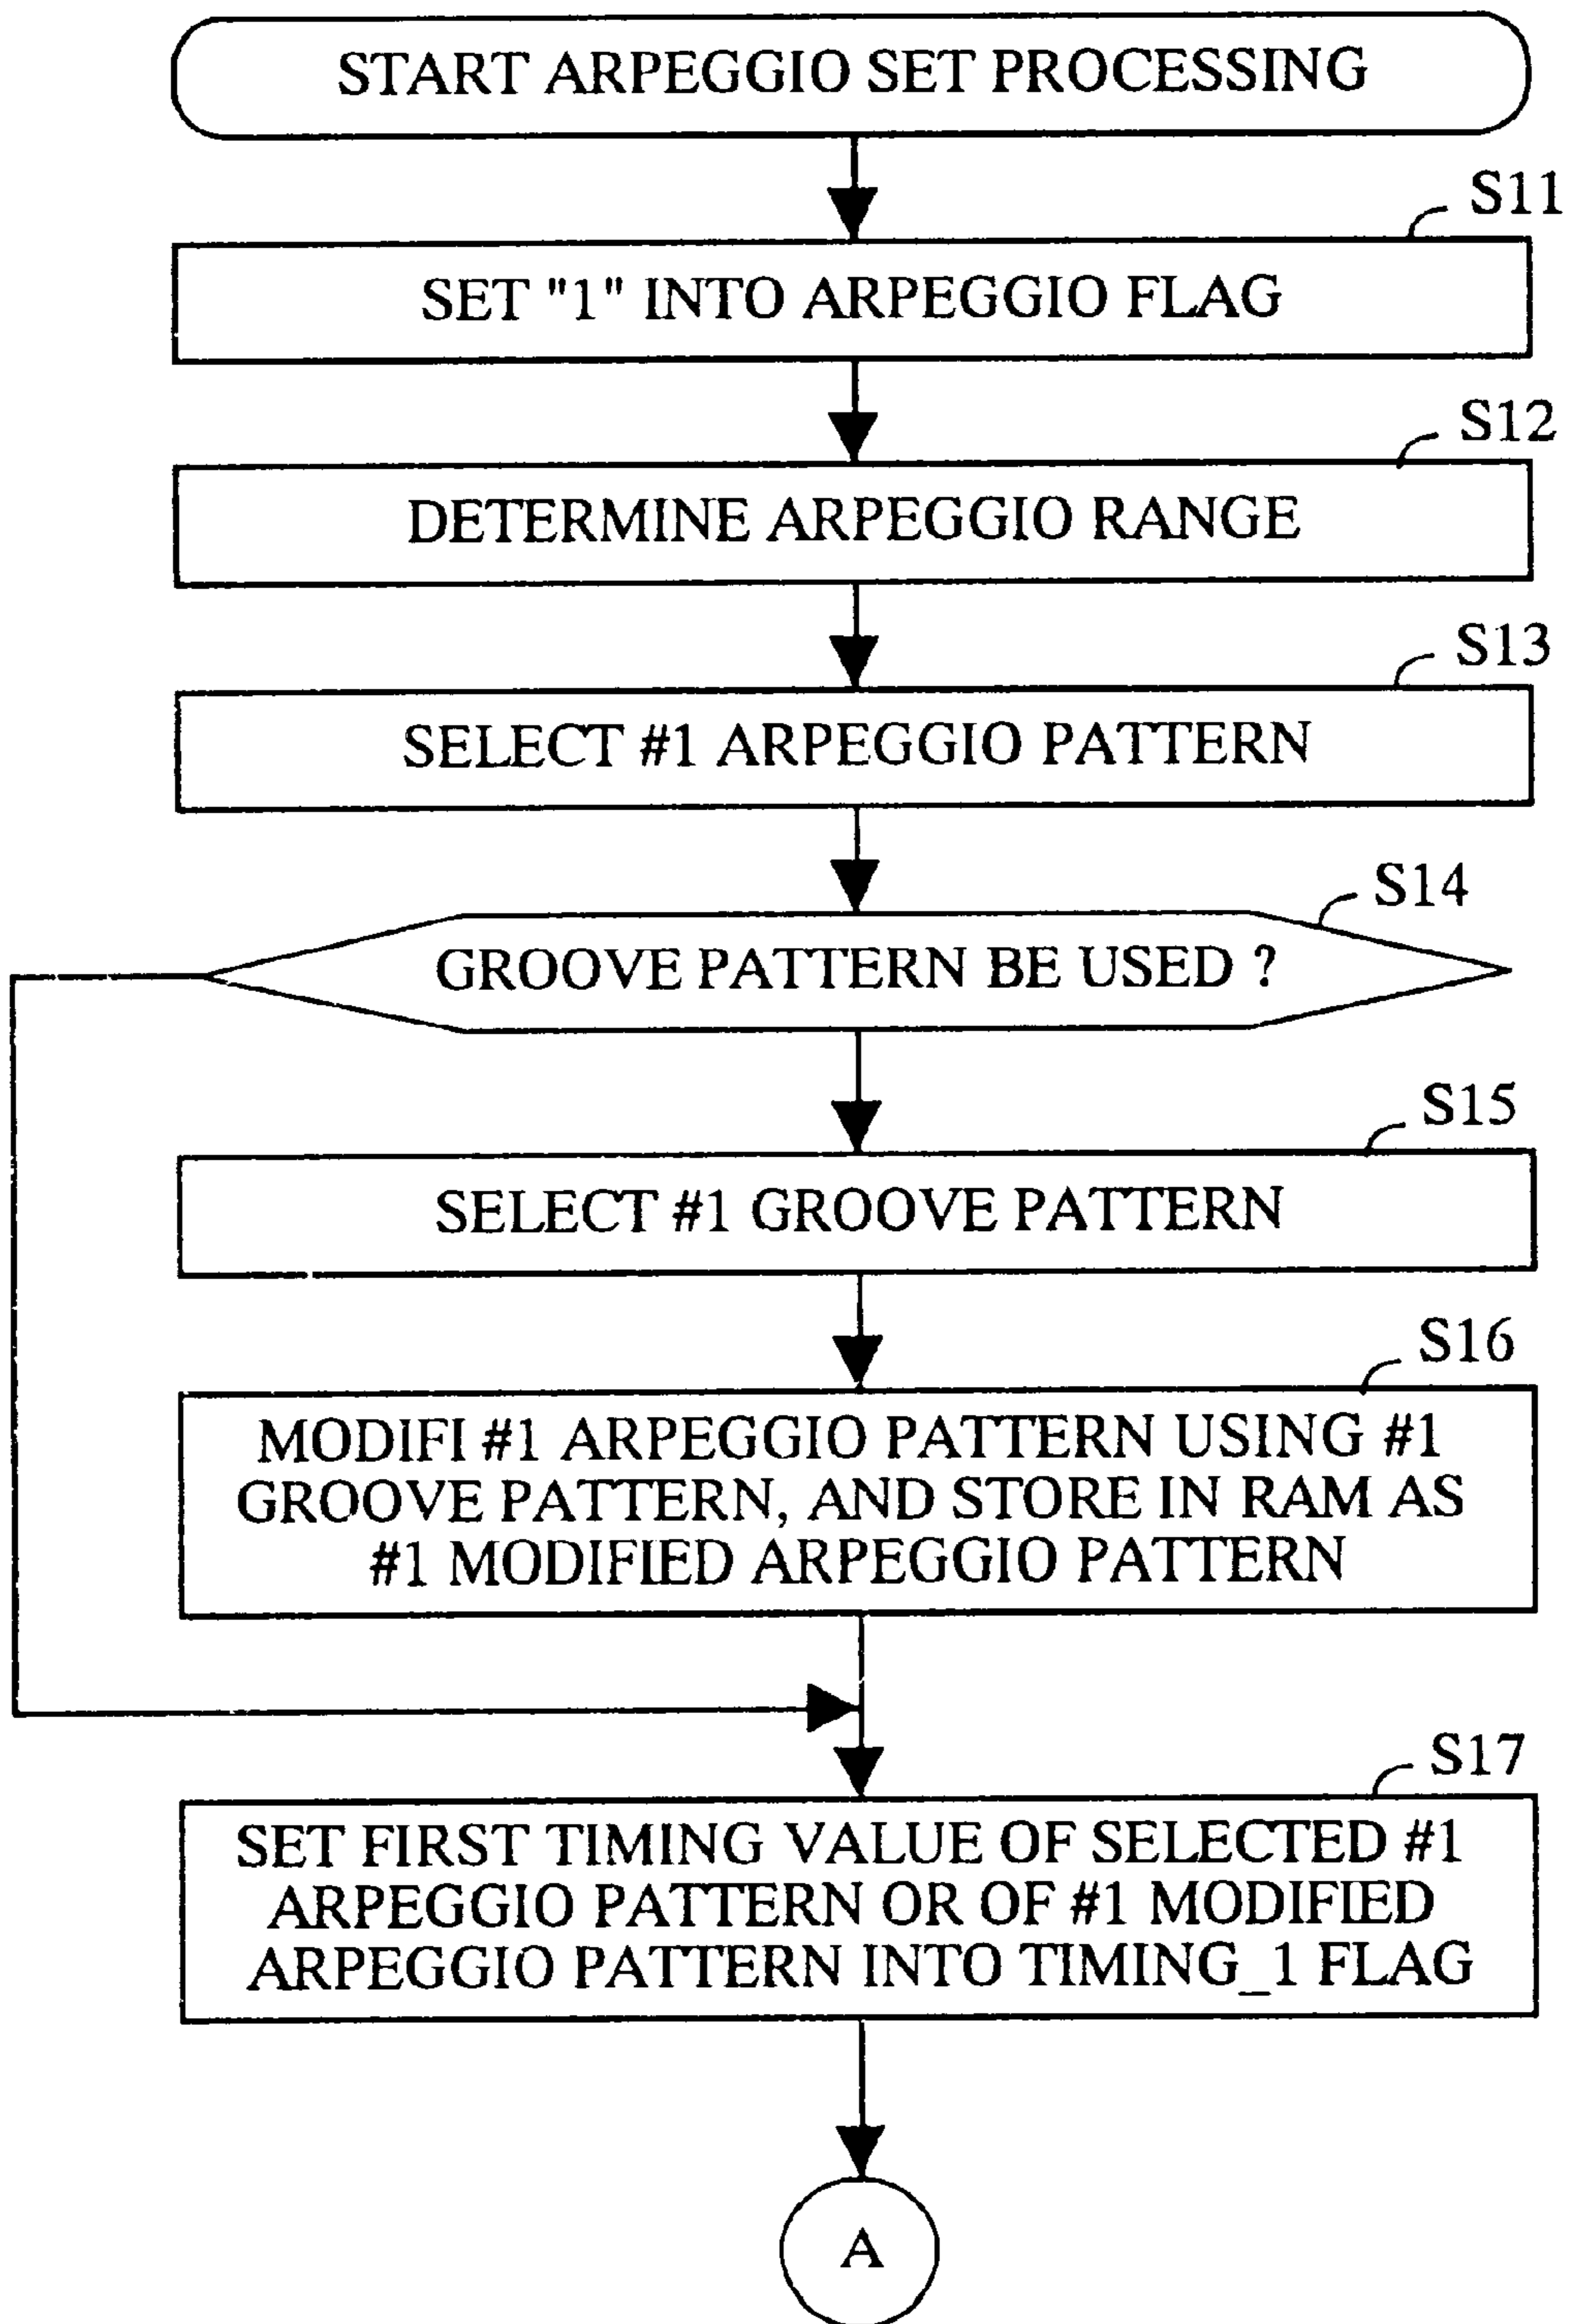 START ARPEGGIO SET PROCESSING
S11
SET "1" INTO ARPEGGIO FLAG
S12
DETERMINE ARPEGGIO RANGE
S13
SELECT #1 ARPEGGIO PATTERN
S14
GROOVE PATTERN BE USED ?
S15
SELECT #1 GROOVE PATTERN
S16
MODIFI #1 ARPEGGIO PATTERN USING #1
GROOVE PATTERN, AND STORE IN RAM AS
#1 MODIFIED ARPEGGIO PATTERN
S17
SET FIRST TIMING VALUE OF SELECTED #1
ARPEGGIO PATTERN OR OF #1 MODIFIED
ARPEGGIO PATTERN INTO TIMING_1 FLAG
A